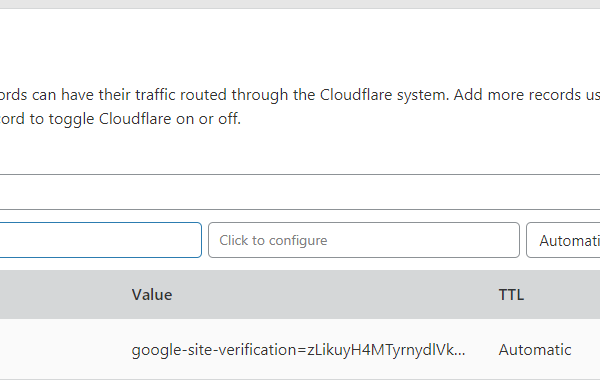 ords can have their traffic routed through the Cloudflare system. Add more records us
ord to toggle Cloudflare on or off.
Click to configure Automati
Value TTL
google-site-verification=zLikuyH4MTyrnydlVk... Automatic